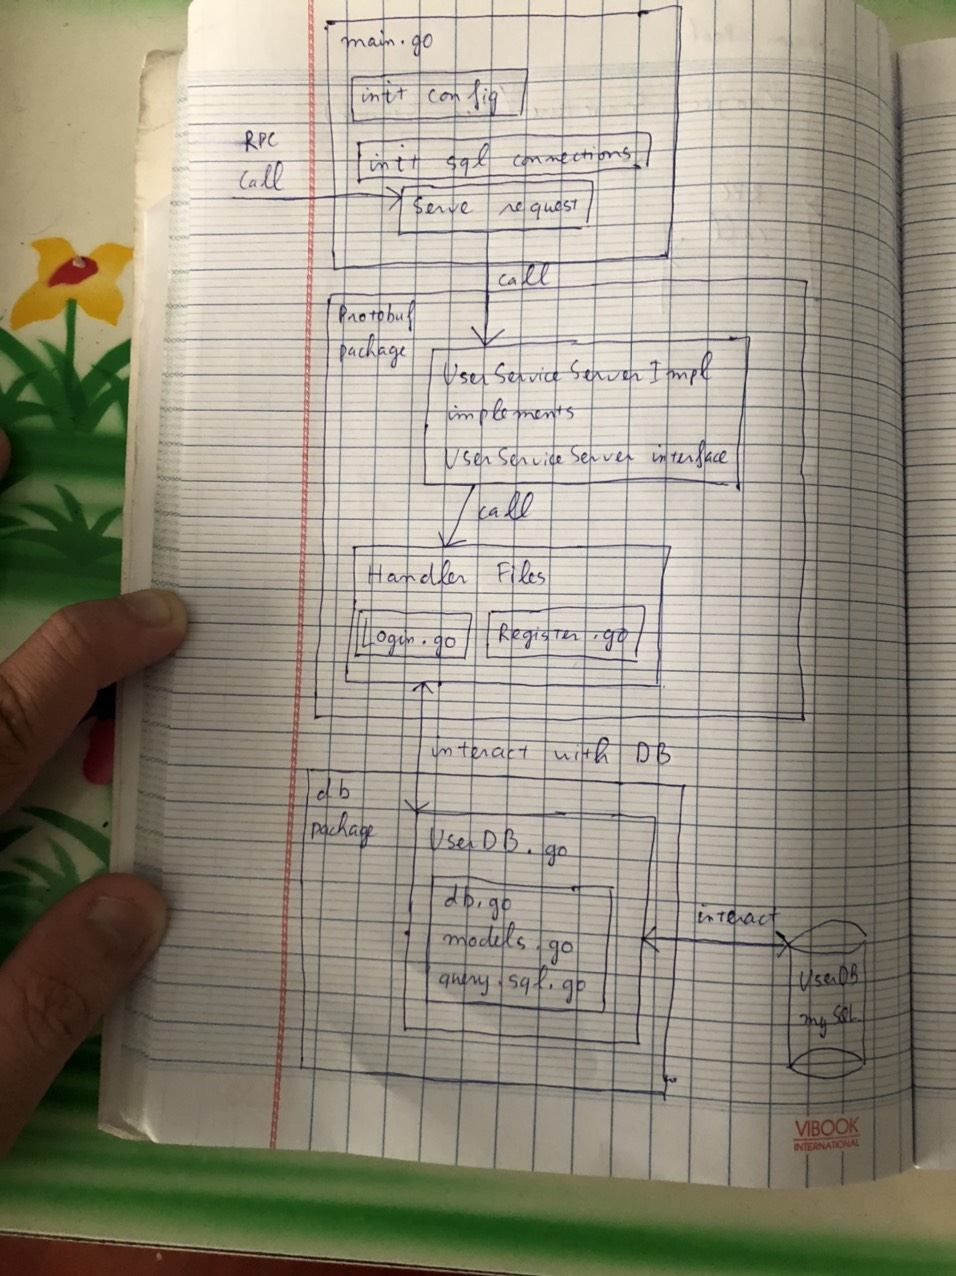 main.go
init config
RPC
call
init sql connections
Serve request
call
Protobuf
package
UserServiceServerImpl
implements
UserServiceServer interface
call
Handler Files
Login.go
Register.go
interact with DB
db
package
UserDB.go
db.go
models.go
query.sql.go
interact
UserDB
mySQL
VIBOOK
INTERNATIONAL